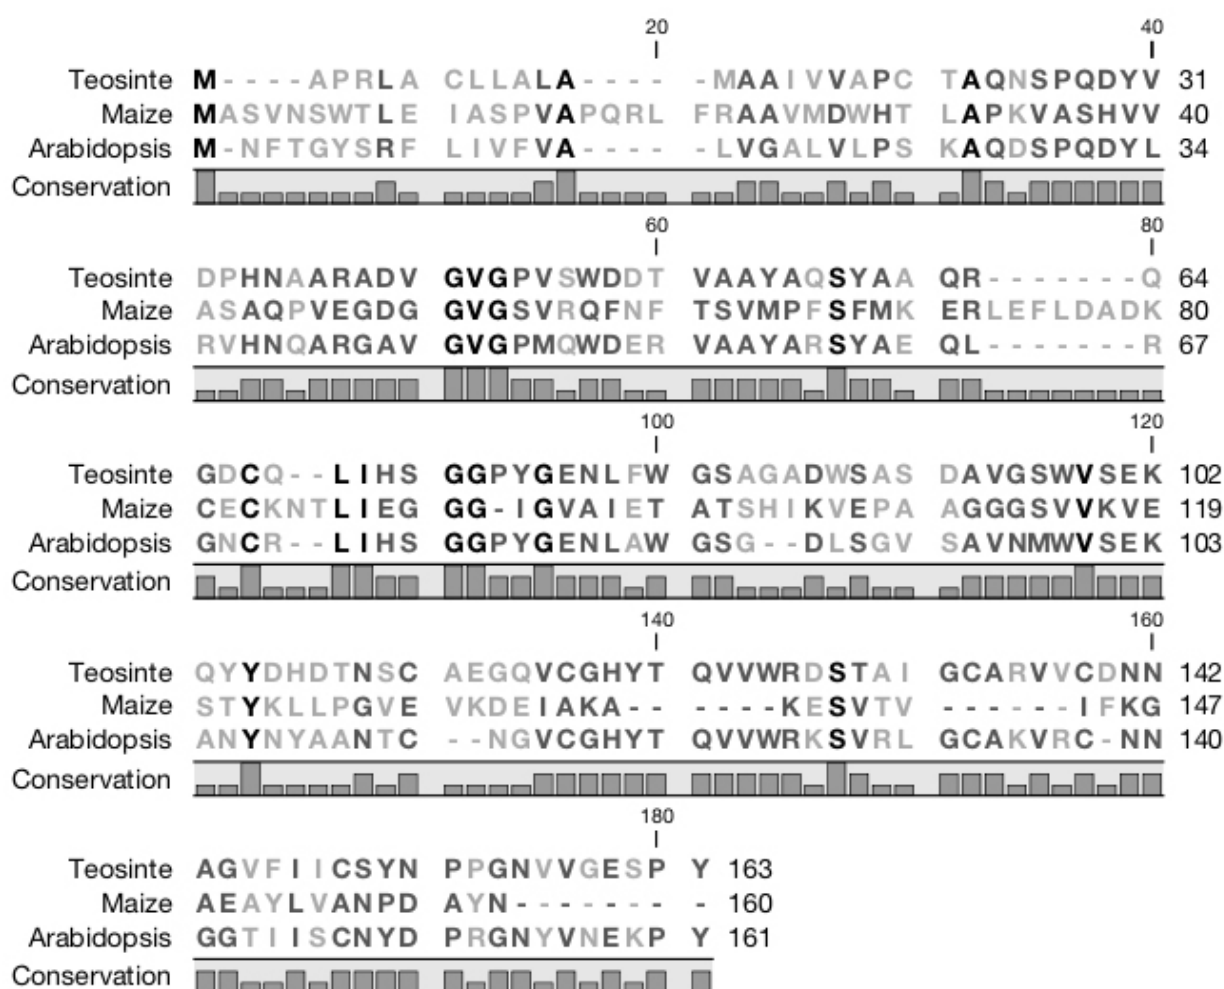 20 40
Teosinte M----APRLA CLLALA---- -MAAIVVAPC TAQNSPQDYV 31
Maize MASVNSWTLE IASPVAPQRL FRAAVMDWHT LAPKVASHVV 40
Arabidopsis M-NFTGYSRF LIVFVA---- -LVGALVLPS KAQDSPQDYL 34
Conservation
60 80
Teosinte DPHNAARADV GVGPVSWDDT VAAYAQSYAA QR-------Q 64
Maize ASAQPVEGDG GVGSVRQFNF TSVMPFSFMK ERLEFLDADK 80
Arabidopsis RVHNQARGAV GVGPMQWDER VAAYARSYAE QL-------R 67
Conservation
100 120
Teosinte GDCQ--LIHS GGPYGENLFW GSAGADWSAS DAVGSWVSEK 102
Maize CECKNTLIEG GG-IGVAIET ATSHIKVEPA AGGGSVVKVE 119
Arabidopsis GNCR--LIHS GGPYGENLAW GSG--DLSGV SAVNMWVSEK 103
Conservation
140 160
Teosinte QYYDHDTNSC AEGQVCGHYT QVVWRDSTAI GCARVVCDNN 142
Maize STYKLLPGVE VKDEIAKA-- ----KESVTV ------IFKG 147
Arabidopsis ANYNYAANTC --NGVCGHYT QVVWRKSVRL GCAKVRC-NN 140
Conservation
180
Teosinte AGVFIICSYN PPGNVVGESP Y 163
Maize AEAYLVANPD AYN------- - 160
Arabidopsis GGTIISCNYD PRGNYVNEKP Y 161
Conservation